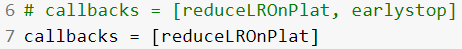 6 # callbacks = [reduceLROnPlat, earlystop]
7 callbacks = [reduceLROnPlat]